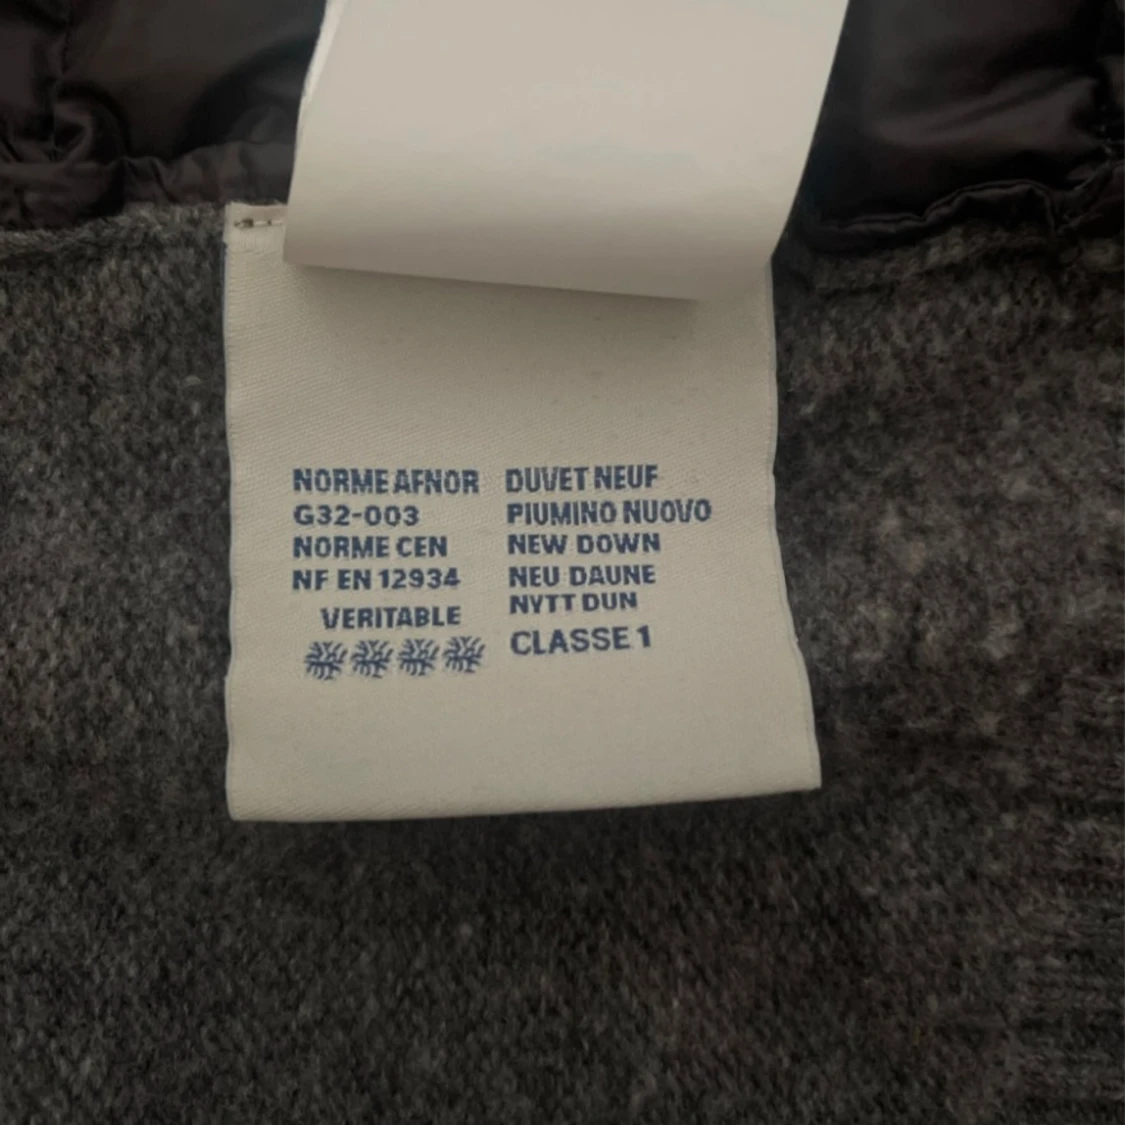 NORME AFNOR
G32-003
NORME CEN
NF EN 12934
VERITABLE
DUVET NEUF
PIUMINO NUOVO
NEW DOWN
NEU DAUNE
NYTT DUN
CLASSE 1